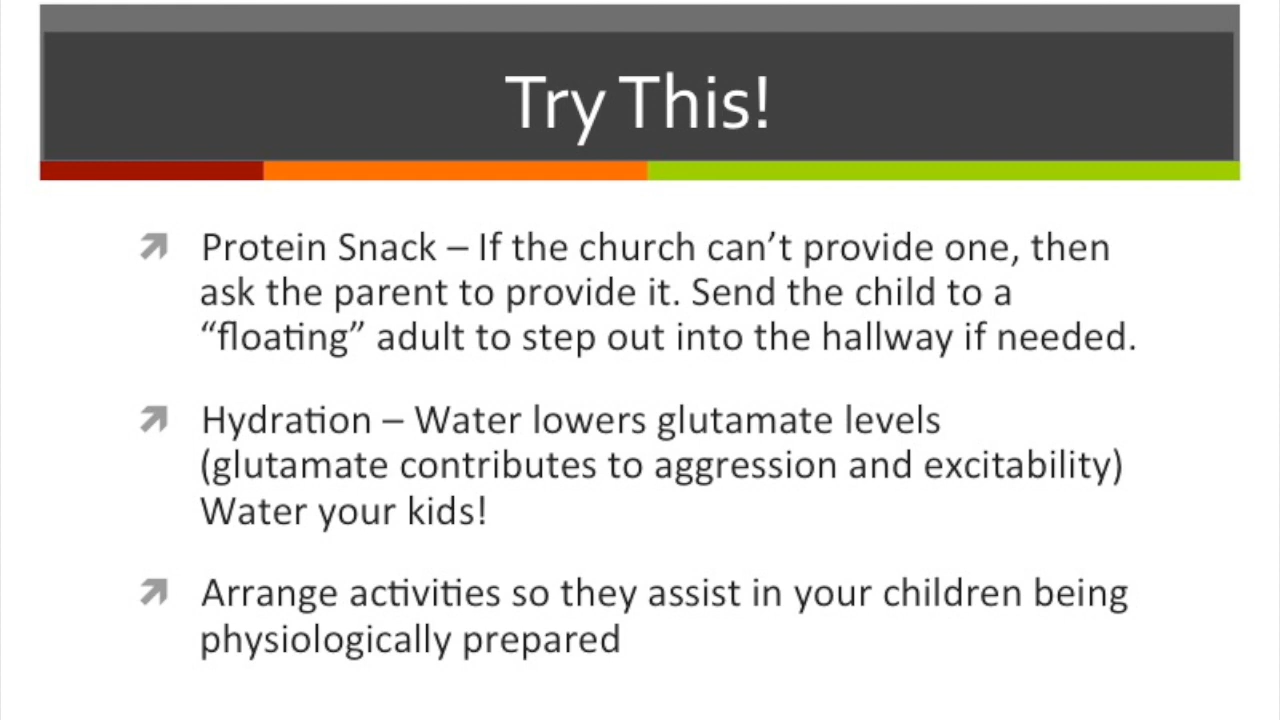 Try This!
Protein Snack – If the church can’t provide one, then
ask the parent to provide it. Send the child to a
“floating” adult to step out into the hallway if needed.
Hydration – Water lowers glutamate levels
(glutamate contributes to aggression and excitability)
Water your kids!
Arrange activities so they assist in your children being
physiologically prepared